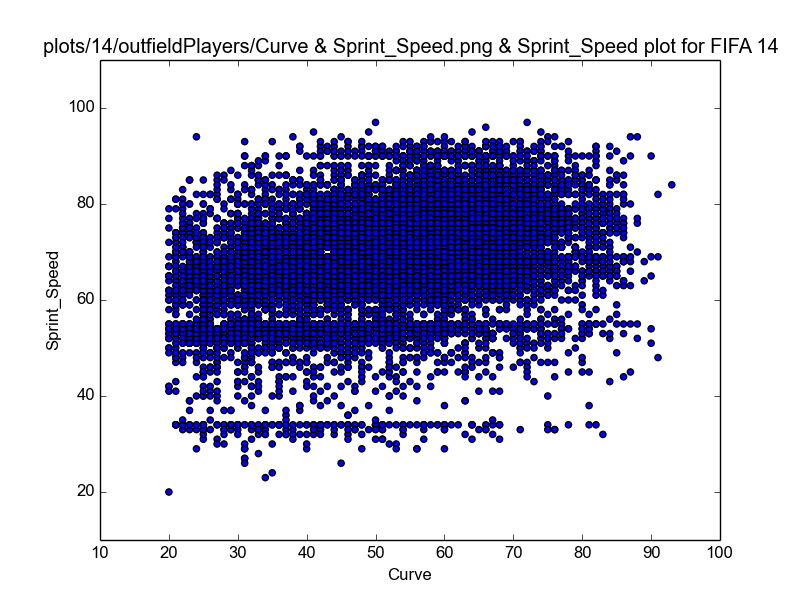 plots/14/outfieldPlayers/Curve & Sprint_Speed.png & Sprint_Speed plot for FIFA 14
100
80
60
40
20
Sprint_Speed
10 20 30 40 50 60 70 80 90 100
Curve